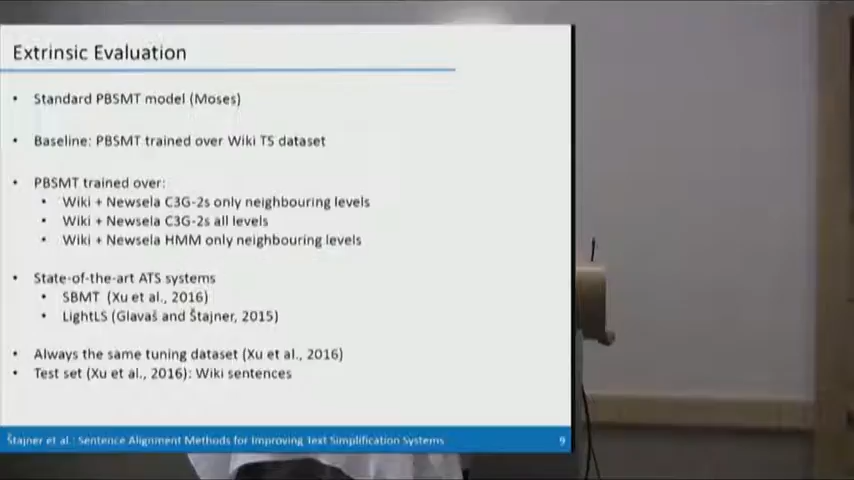 Extrinsic Evaluation
• Standard PBSMT model (Moses)
• Baseline: PBSMT trained over Wiki TS dataset
• PBSMT trained over:
• Wiki + Newsela C3G-2s only neighbouring levels
• Wiki + Newsela C3G-2s all levels
• Wiki + Newsela HMM only neighbouring levels
• State-of-the-art ATS systems
• SBMT (Xu et al., 2016)
• LightLS (Glavaš and Štajner, 2015)
• Always the same tuning dataset (Xu et al., 2016)
• Test set (Xu et al., 2016): Wiki sentences
Štajner et al.: Sentence Alignment Methods for Improving Text Simplification Systems 9